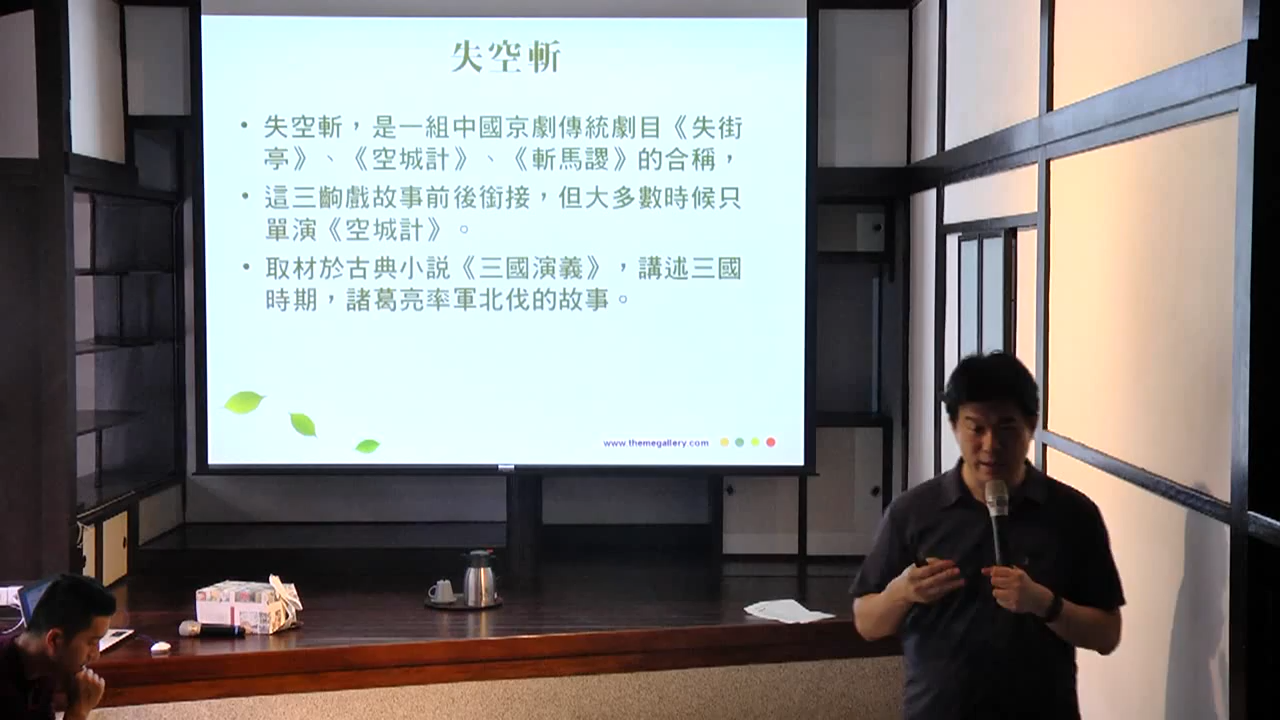 失空斬
• 失空斬，是一組中國京劇傳統劇目《失街
亭》、《空城計》、《斬馬謖》的合稱，
• 這三齣戲故事前後銜接，但大多數時候只
單演《空城計》。
• 取材於古典小說《三國演義》，講述三國
時期，諸葛亮率軍北伐的故事。
www.themegallery.com